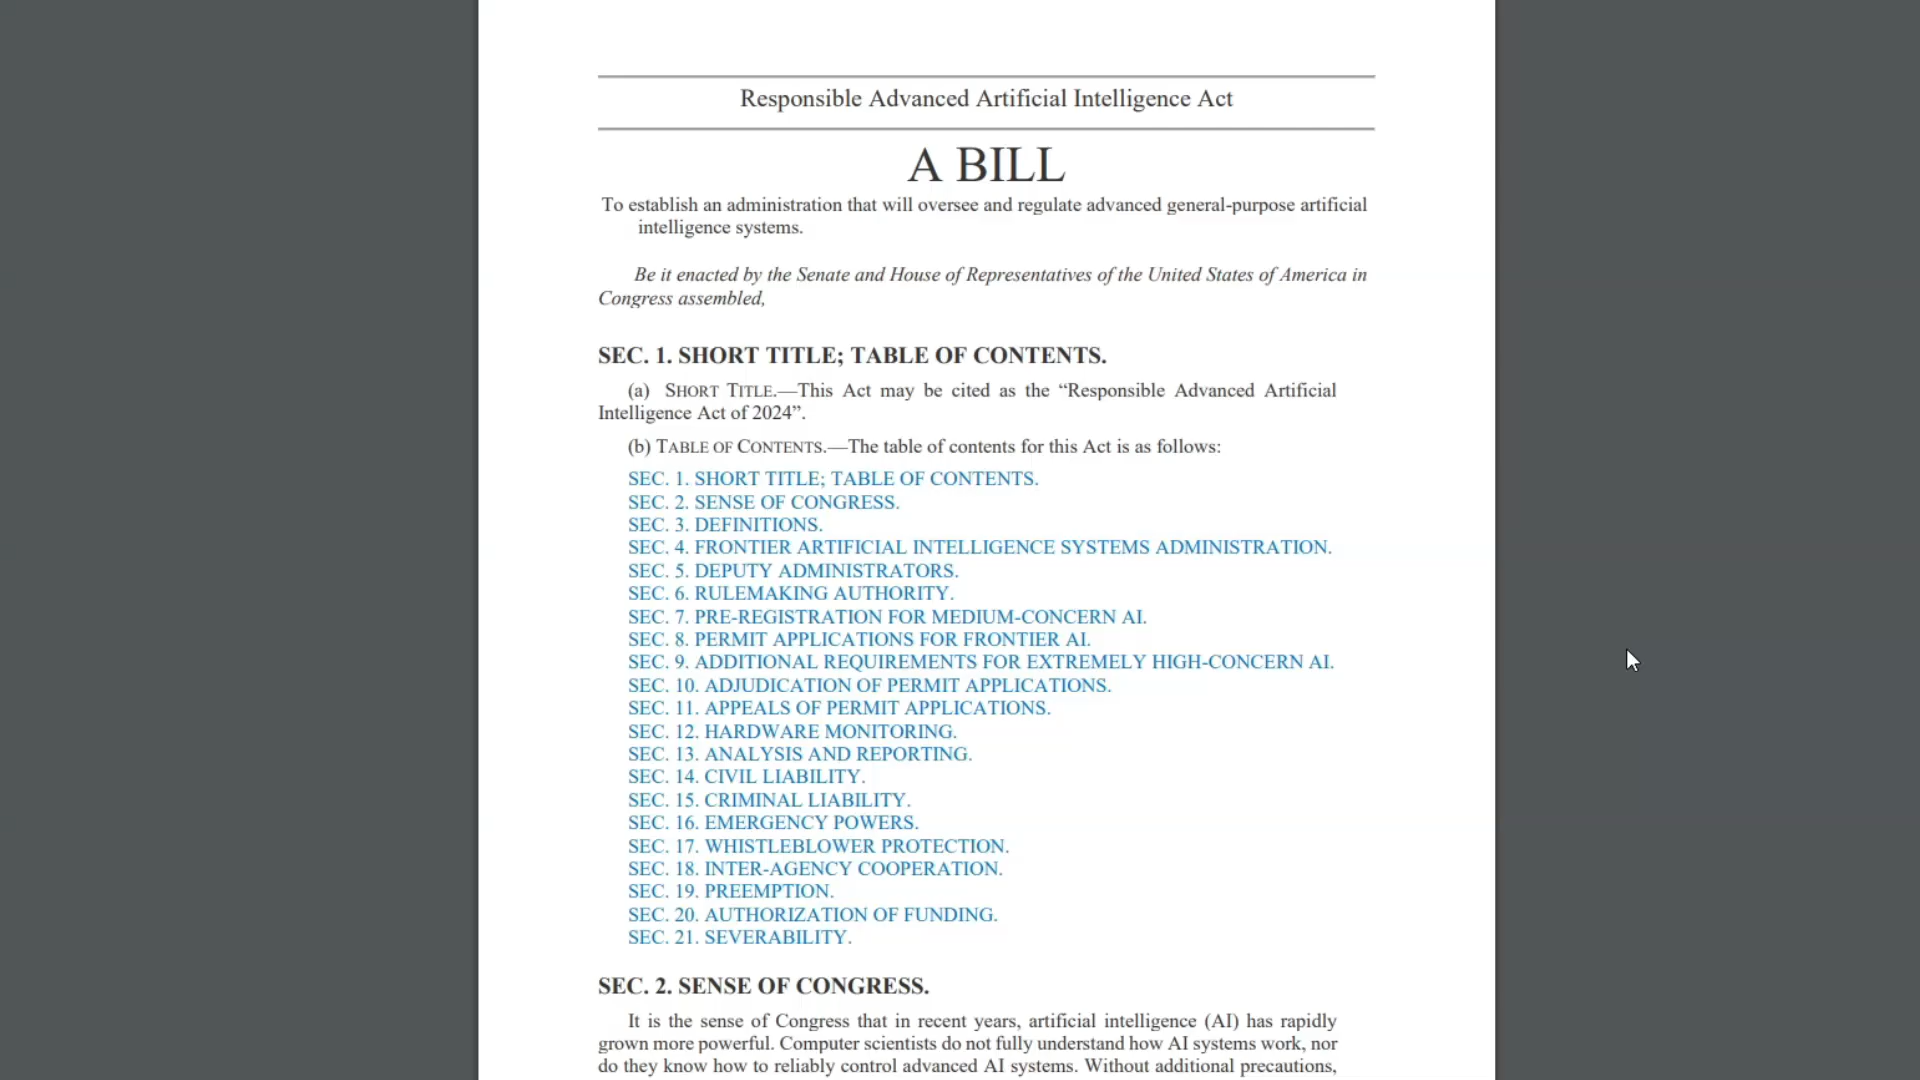 Responsible Advanced Artificial Intelligence Act
A BILL
To establish an administration that will oversee and regulate advanced general-purpose artificial
intelligence systems.
Be it enacted by the Senate and House of Representatives of the United States of America in
Congress assembled,
SEC. 1. SHORT TITLE; TABLE OF CONTENTS.
(a) SHORT TITLE.—This Act may be cited as the “Responsible Advanced Artificial
Intelligence Act of 2024”.
(b) TABLE OF CONTENTS.—The table of contents for this Act is as follows:
SEC. 1. SHORT TITLE; TABLE OF CONTENTS.
SEC. 2. SENSE OF CONGRESS.
SEC. 3. DEFINITIONS.
SEC. 4. FRONTIER ARTIFICIAL INTELLIGENCE SYSTEMS ADMINISTRATION.
SEC. 5. DEPUTY ADMINISTRATORS.
SEC. 6. RULEMAKING AUTHORITY.
SEC. 7. PRE-REGISTRATION FOR MEDIUM-CONCERN AI.
SEC. 8. PERMIT APPLICATIONS FOR FRONTIER AI.
SEC. 9. ADDITIONAL REQUIREMENTS FOR EXTREMELY HIGH-CONCERN AI.
SEC. 10. ADJUDICATION OF PERMIT APPLICATIONS.
SEC. 11. APPEALS OF PERMIT APPLICATIONS.
SEC. 12. HARDWARE MONITORING.
SEC. 13. ANALYSIS AND REPORTING.
SEC. 14. CIVIL LIABILITY.
SEC. 15. CRIMINAL LIABILITY.
SEC. 16. EMERGENCY POWERS.
SEC. 17. WHISTLEBLOWER PROTECTION.
SEC. 18. INTER-AGENCY COOPERATION.
SEC. 19. PREEMPTION.
SEC. 20. AUTHORIZATION OF FUNDING.
SEC. 21. SEVERABILITY.
SEC. 2. SENSE OF CONGRESS.
It is the sense of Congress that in recent years, artificial intelligence (AI) has rapidly
grown more powerful. Computer scientists do not fully understand how AI systems work, nor
do they know how to reliably control advanced AI systems. Without additional precautions,